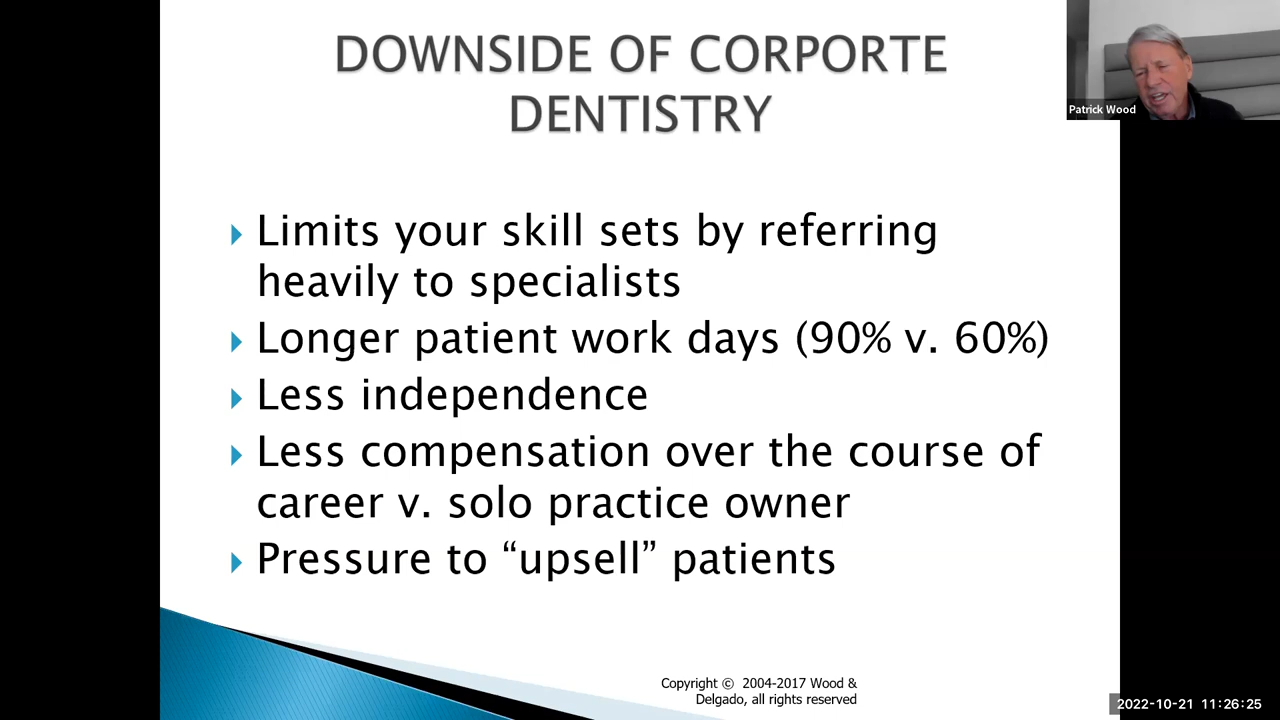 DOWNSIDE OF CORPORTE
DENTISTRY
Patrick Wood
Limits your skill sets by referring
heavily to specialists
Longer patient work days (90% v. 60%)
Less independence
Less compensation over the course of
career v. solo practice owner
Pressure to “upsell” patients
Copyright © 2004-2017 Wood &
Delgado, all rights reserved
2022-10-21 11:26:25